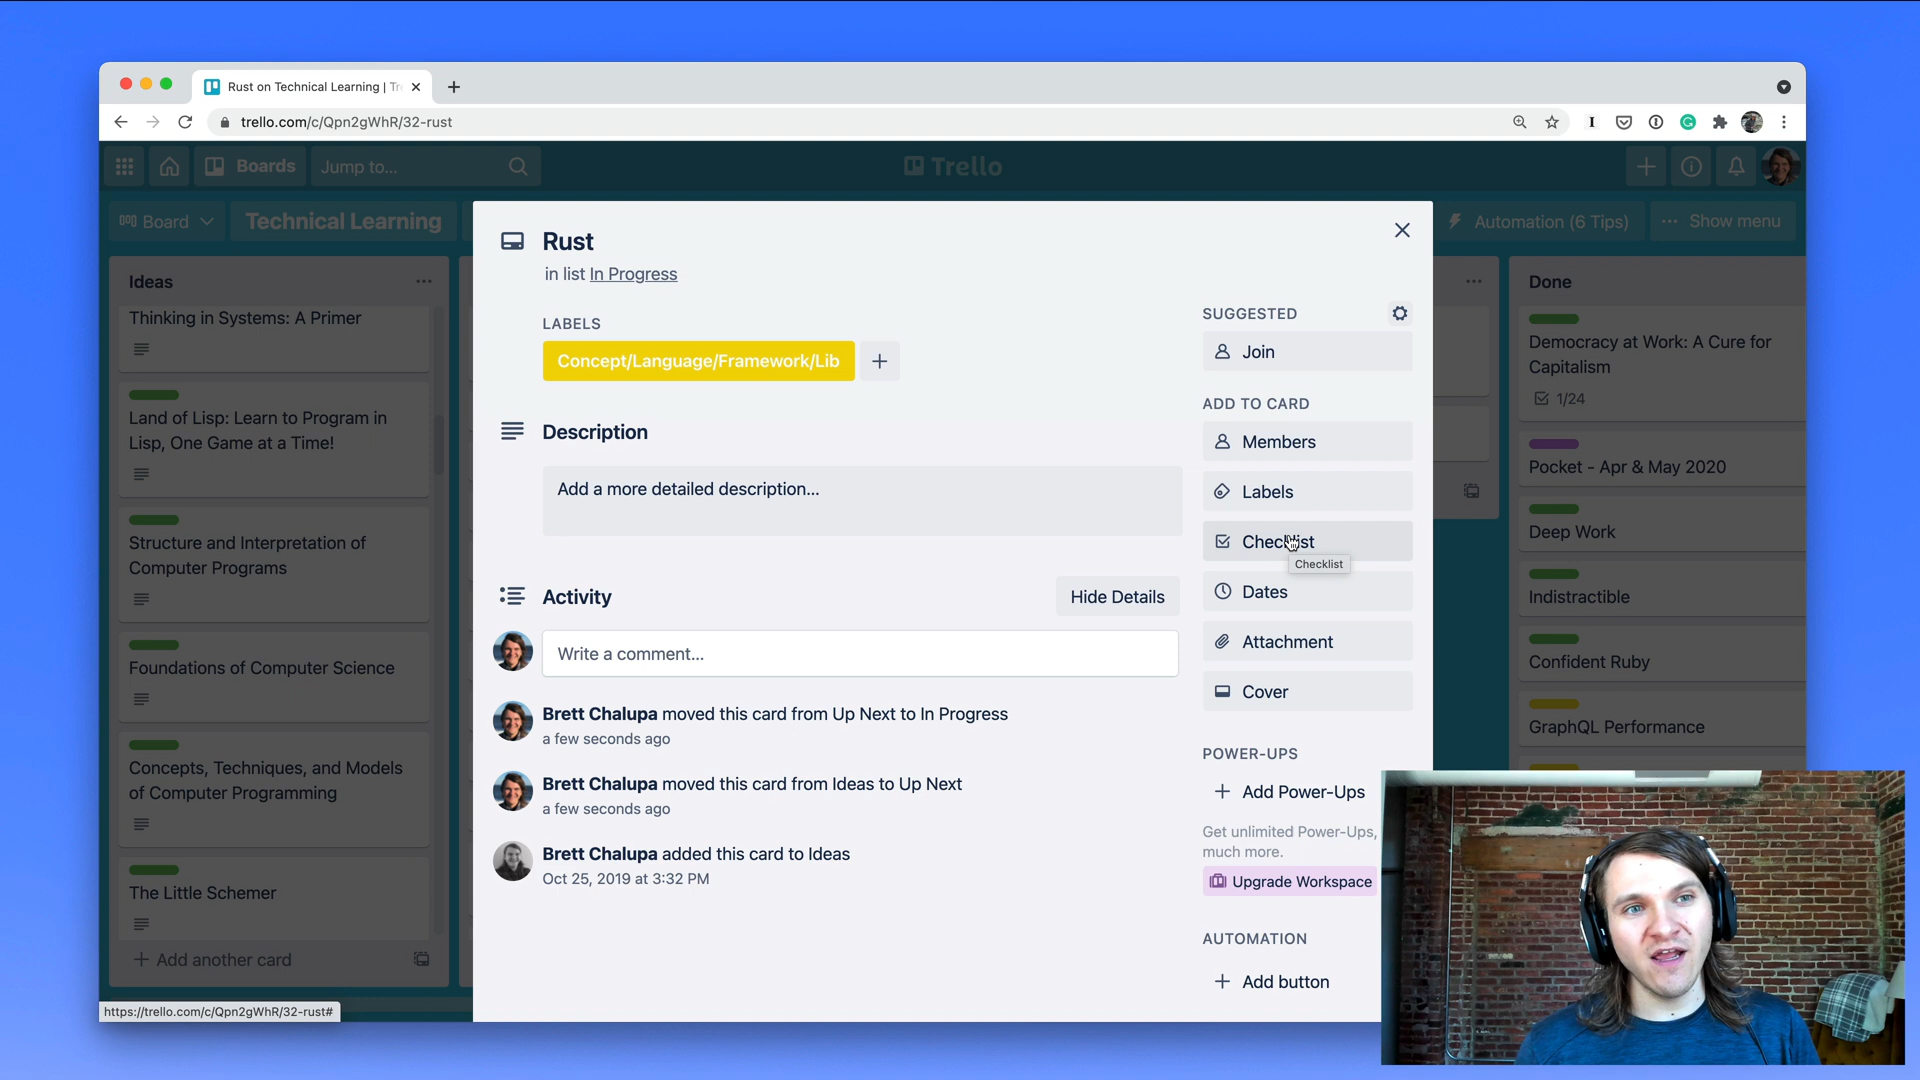 Rust on Technical Learning | Tr
trello.com/c/Qpn2gWhR/32-rust
Boards
Jump to...
Trello
Board
Technical Learning
Automation (6 Tips)
Show menu
Ideas
Thinking in Systems: A Primer
Land of Lisp: Learn to Program in
Lisp, One Game at a Time!
Structure and Interpretation of
Computer Programs
Foundations of Computer Science
Concepts, Techniques, and Models
of Computer Programming
The Little Schemer
Add another card
https://trello.com/c/Qpn2gWhR/32-rust#
Rust
in list In Progress
LABELS
Concept/Language/Framework/Lib
Description
Add a more detailed description...
Activity
Hide Details
Write a comment...
Brett Chalupa moved this card from Up Next to In Progress
a few seconds ago
Brett Chalupa moved this card from Ideas to Up Next
a few seconds ago
Brett Chalupa added this card to Ideas
Oct 25, 2019 at 3:32 PM
SUGGESTED
Join
ADD TO CARD
Members
Labels
Checklist
Checklist
Dates
Attachment
Cover
POWER-UPS
Add Power-Ups
Get unlimited Power-Ups,
much more.
Upgrade Workspace
AUTOMATION
Add button
Done
Democracy at Work: A Cure for
Capitalism
1/24
Pocket - Apr & May 2020
Deep Work
Indistractible
Confident Ruby
GraphQL Performance